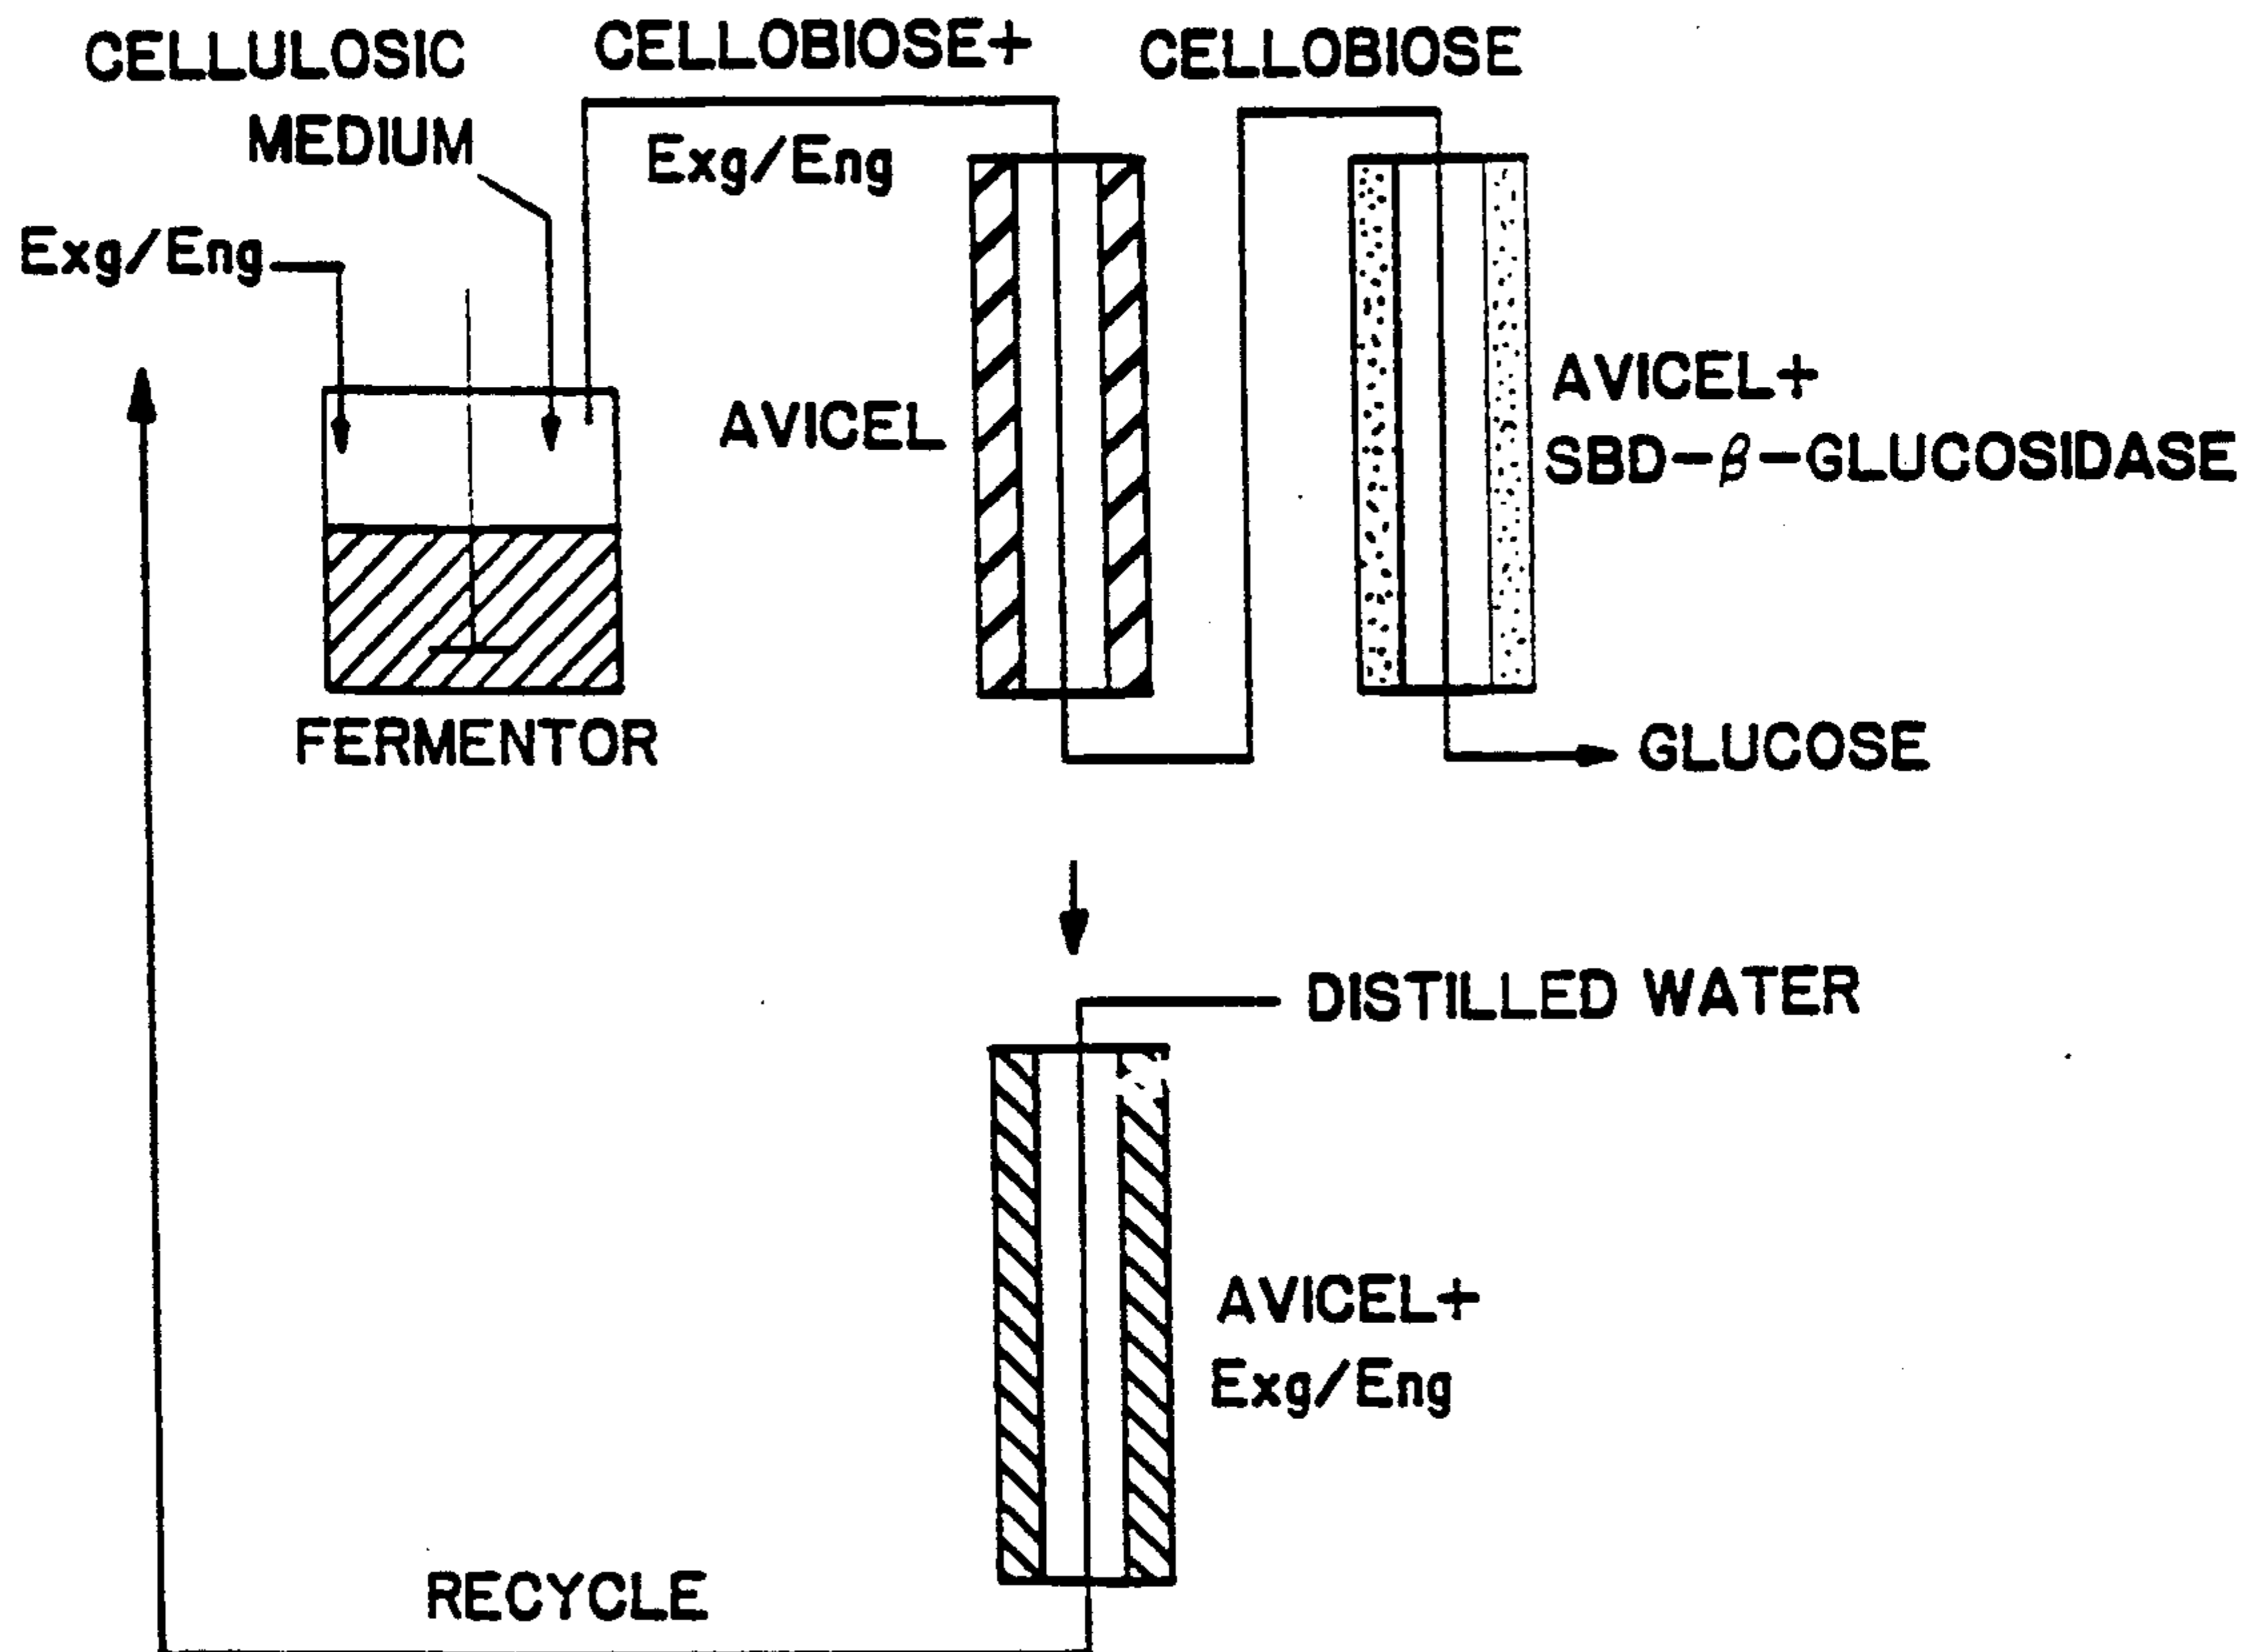 CELLULOSIC
MEDIUM
CELLOBIOSE+
Exg/Eng
CELLOBIOSE
Exg/Eng
AVICEL
AVICEL+
SBD-β-GLUCOSIDASE
FERMENTOR
GLUCOSE
DISTILLED WATER
AVICEL+
Exg/Eng
RECYCLE